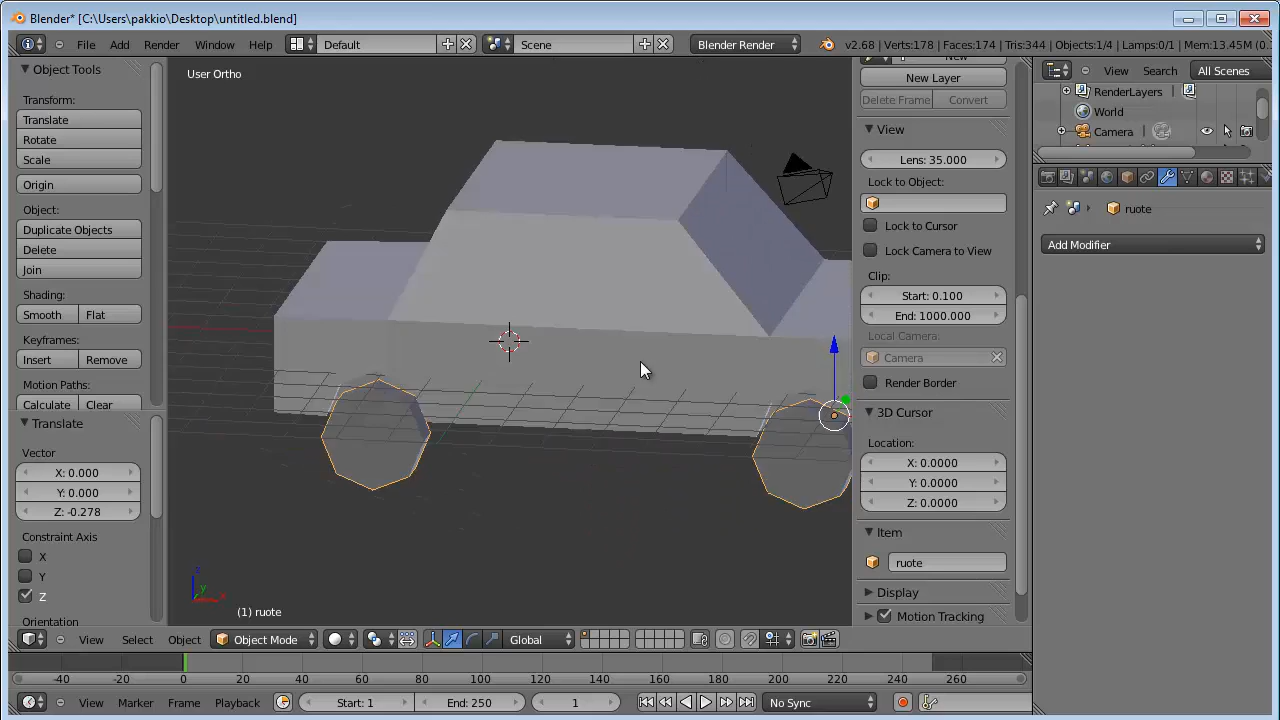 Blender* [C:\Users\pakkio\Desktop\untitled.blend]
File Add Render Window Help Default Scene Blender Render v2.68 | Verts:178 | Faces:174 | Tris:344 | Objects:1/4 | Lamps:0/1 | Mem:13.45M (0.
Object Tools
Transform:
Translate
Rotate
Scale
Origin
Object:
Duplicate Objects
Delete
Join
Shading:
Smooth Flat
Keyframes:
Insert Remove
Motion Paths:
Calculate Clear
Translate
Vector
X: 0.000
Y: 0.000
Z: -0.278
Constraint Axis
X
Y
Z
Orientation
User Ortho
z
y
x
(1) ruote
New
New Layer
Delete Frame Convert
View
Lens: 35.000
Lock to Object:
Lock to Cursor
Lock Camera to View
Clip:
Start: 0.100
End: 1000.000
Local Camera:
Camera
Render Border
3D Cursor
Location:
X: 0.0000
Y: 0.0000
Z: 0.0000
Item
ruote
Display
Motion Tracking
View Search All Scenes
RenderLayers
World
Camera
ruote
Add Modifier
View Select Object Object Mode Global
-40 -20 0 20 40 60 80 100 120 140 160 180 200 220 240 260
View Marker Frame Playback Start: 1 End: 250 1 No Sync